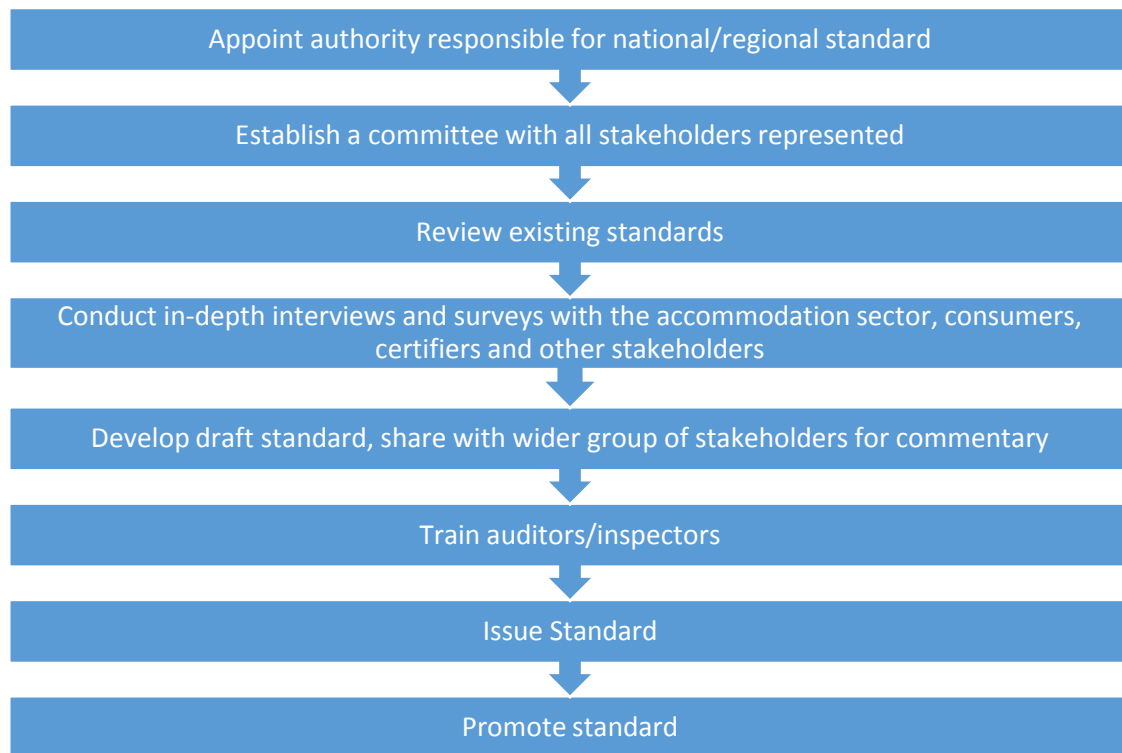 Appoint authority responsible for national/regional standard
Establish a committee with all stakeholders represented
Review existing standards
Conduct in-depth interviews and surveys with the accommodation sector, consumers,
certifiers and other stakeholders
Develop draft standard, share with wider group of stakeholders for commentary
Train auditors/inspectors
Issue Standard
Promote standard